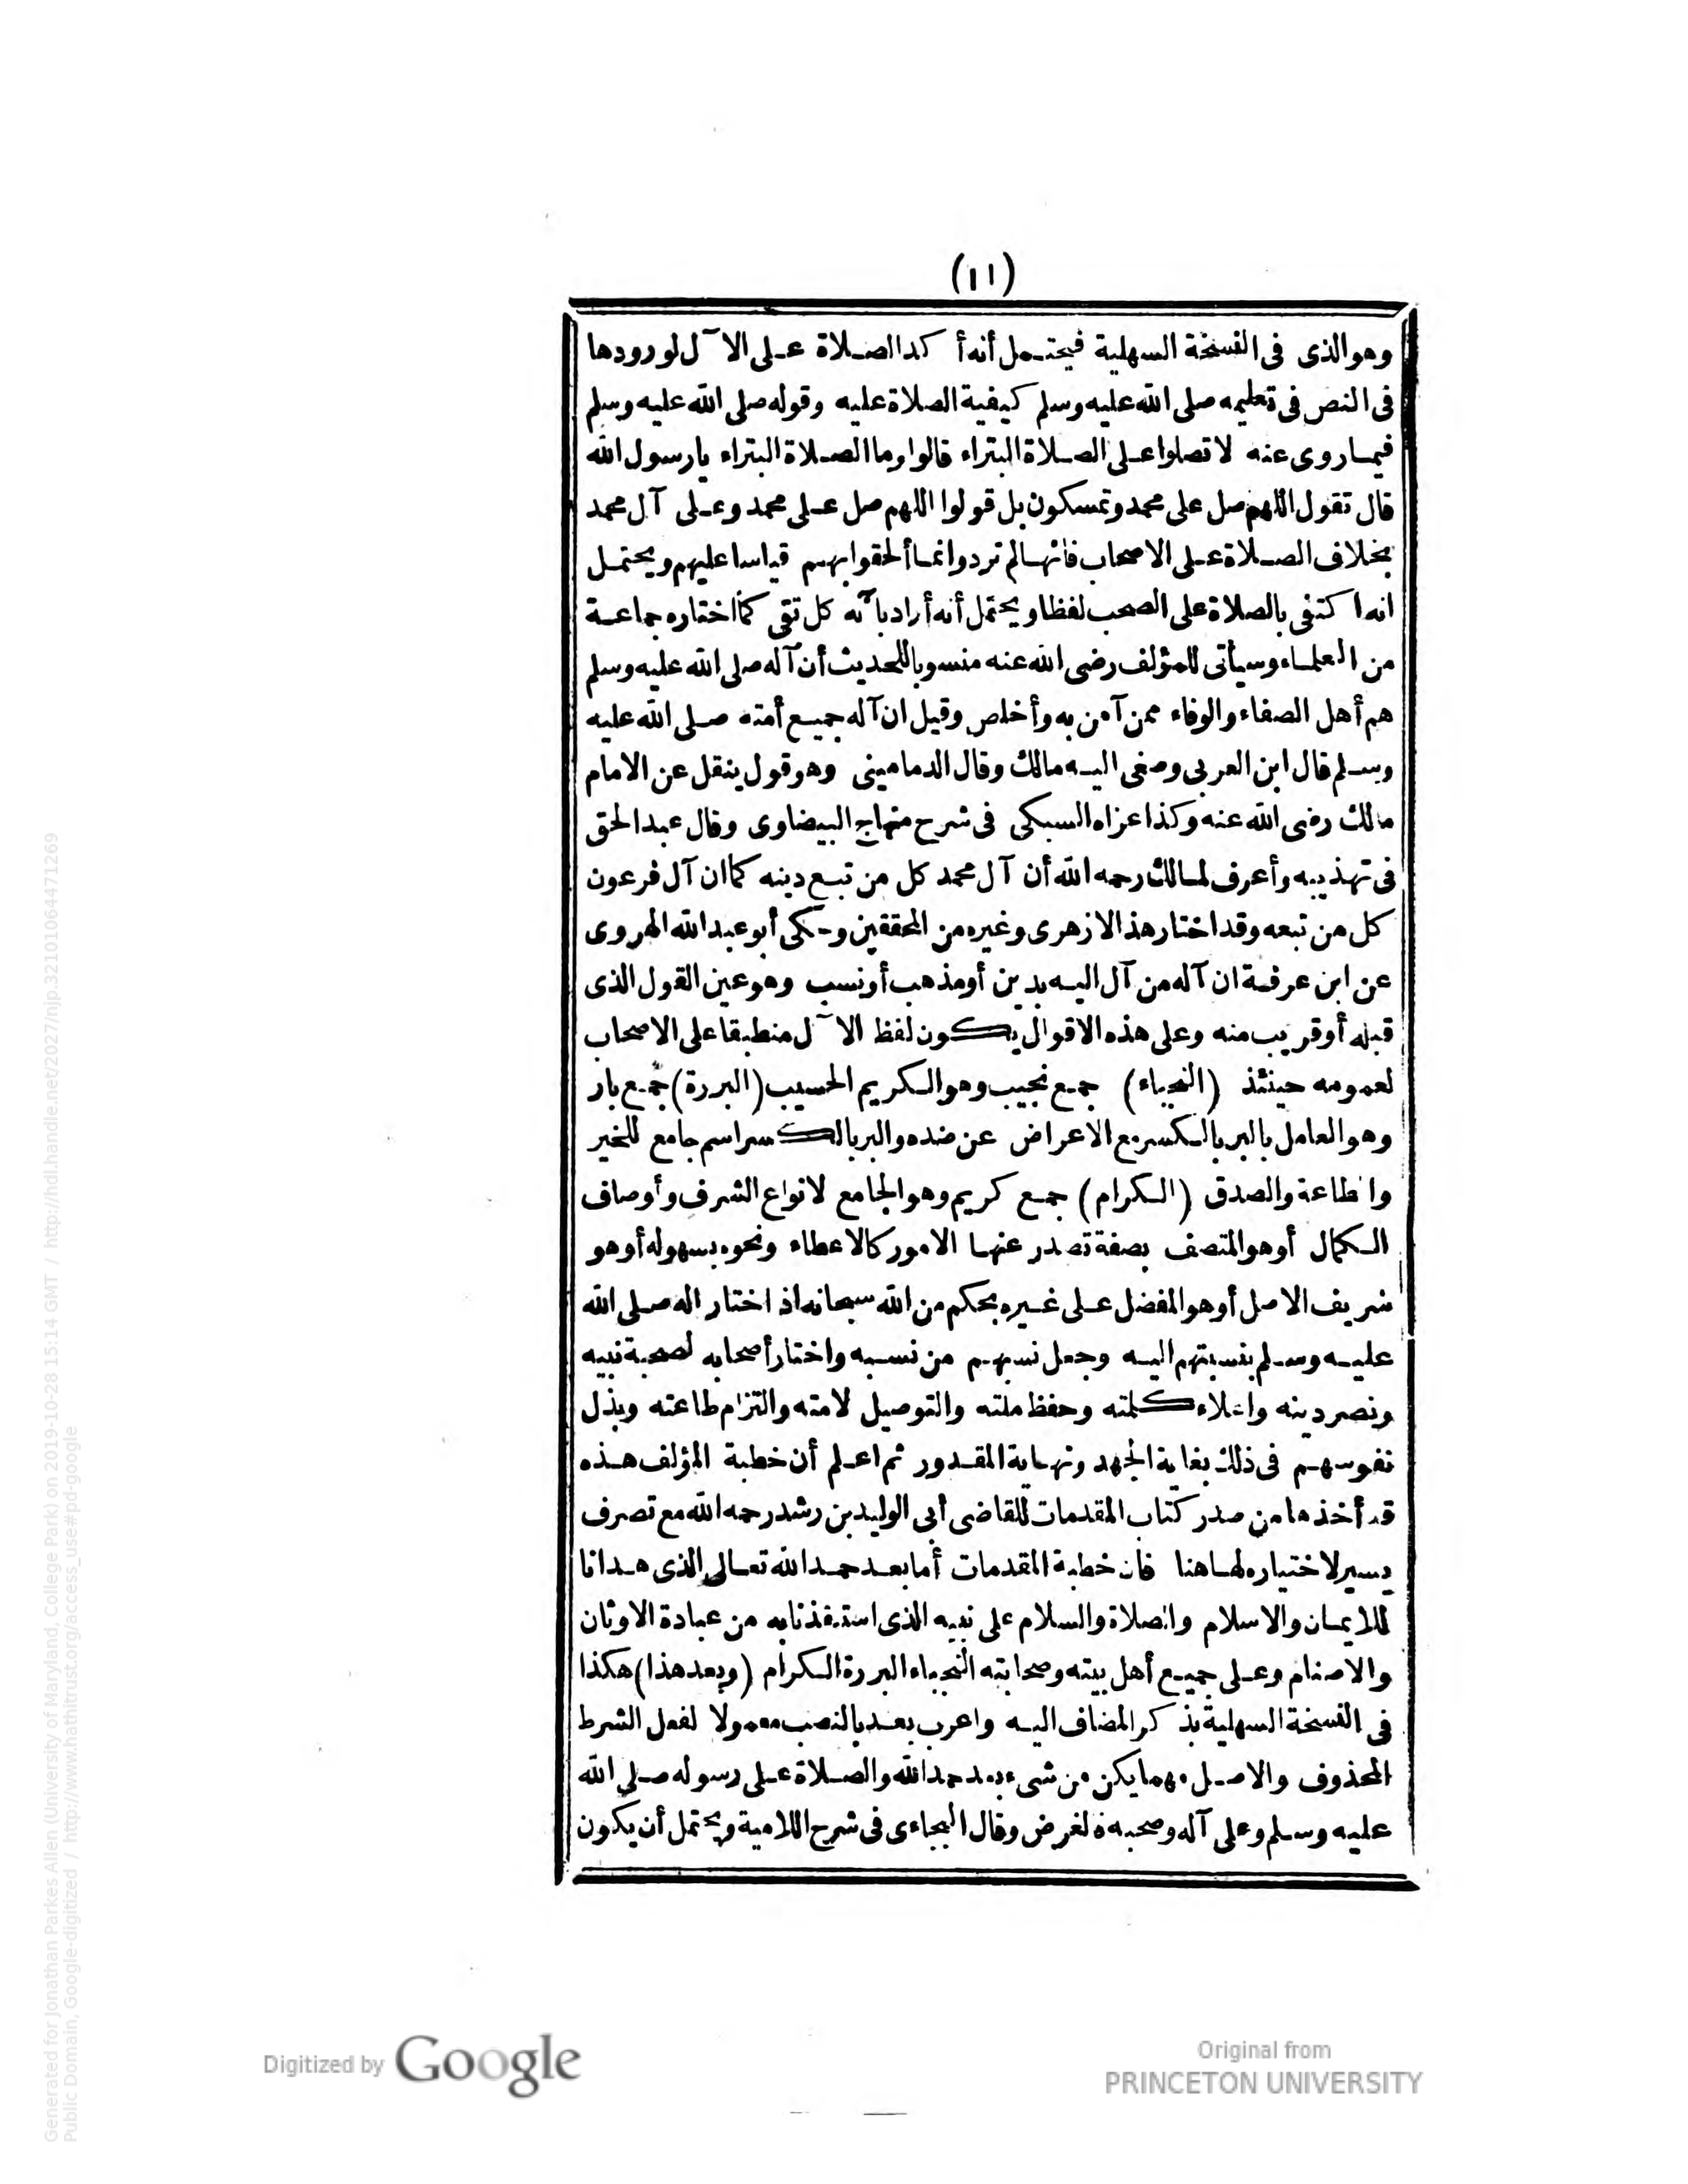 (١١)
وهو الذى فى النسخة السهلية فيحتمل أنه أكد الصلاة على الآل لورودها
فى النص فى تعليمه صلى الله عليه وسلم كيفية الصلاة عليه وقوله صلى الله عليه وسلم
فيما روى عنه لا تصلوا على الصلاة البتراء قالوا وما الصلاة البتراء يا رسول الله
قال تقول اللهم صل على محمد وتمسكون بل قولوا اللهم صل على محمد وعلى آل محمد
بخلاف الصلاة على الاصحاب فانها لم ترد وانما ألحقوا بهم قياسا عليهم ويحتمل
انه اكتفى بالصلاة على الصحب لفظا ويحتمل أنه أراد بآله كل تقى كما اختاره جماعة
من العلماء وسيأتى للمؤلف رضى الله عنه منسوبا للحديث أن آله صلى الله عليه وسلم
هم أهل الصفاء والوفاء ممن آمن به وأخلص وقيل ان آله جميع أمته صلى الله عليه
وسلم قال ابن العربى وصغى اليه مالك وقال الدمامينى وهو قول ينقل عن الامام
مالك رضى الله عنه وكذا عزاه السبكى فى شرح منهاج البيضاوى وقال عبد الحق
فى تهذيبه وأعرف لمالك رحمه الله أن آل محمد كل من تبع دينه كما ان آل فرعون
كل من تبعه وقد اختار هذا الازهرى وغيره من المحققين وحكى أبو عبد الله الهروى
عن ابن عرفة ان آله من آل اليه بدين أو مذهب أو نسب وهو عين القول الذى
قبله أو قريب منه وعلى هذه الاقوال يكون لفظ الآل منطبقا على الاصحاب
لعمومه حينئذ (النجباء) جمع نجيب وهو الكريم الحسيب (البررة) جمع بار
وهو العامل بالبر بالكسر مع الاعراض عن ضده والبر بالكسر اسم جامع للخير
والطاعة والصدق (الكرام) جمع كريم وهو الجامع لانواع الشرف وأوصاف
الكمال أو هو المتصف بصفة تصدر عنها الامور كالاعطاء ونحوه بسهوله أو هو
شريف الاصل أو هو المفضل على غيره بحكم من الله سبحانه اذ اختار اله صلى الله
عليه وسلم بنسبتهم اليه وجعل نسبهم من نسبه واختار أصحابه لصحبة نبيه
ونصر دينه واعلاء كلمته وحفظ ملته والتوصيل لامته والتزام طاعته وبذل
نفوسهم فى ذلك بغاية الجهد ونهاية المقدور ثم اعلم أن خطبة المؤلف هذه
قد أخذها من صدر كتاب المقدمات للقاضى أبى الوليد بن رشد رحمه الله مع تصرف
يسير لاختياره لها هنا فان خطبة المقدمات أما بعد حمد الله تعالى الذى هدانا
للايمان والاسلام والصلاة والسلام على نبيه الذى استنقذنا به من عبادة الاوثان
والاصنام وعلى جميع أهل بيته وصحابته النجباء البررة الكرام (وبعد هذا) هكذا
فى النسخة السهلية بذكر المضاف اليه واعرب بعد بالنصب معمولا لفعل الشرط
المحذوف والاصل مهما يكن من شىء بعد حمد الله والصلاة على رسوله صلى الله
عليه وسلم وعلى آله وصحبه فالغرض وقال البجاءى فى شرح اللامية ويحتمل أن يكون
Digitized by Google
Original from
PRINCETON UNIVERSITY
Generated for Jonathan Parkes Allen (University of Maryland, College Park) on 2019-10-28 15:14 GMT / http://hdl.handle.net/2027/njp.32101064471269
Public Domain, Google-digitized / http://www.hathitrust.org/access_use#pd-google